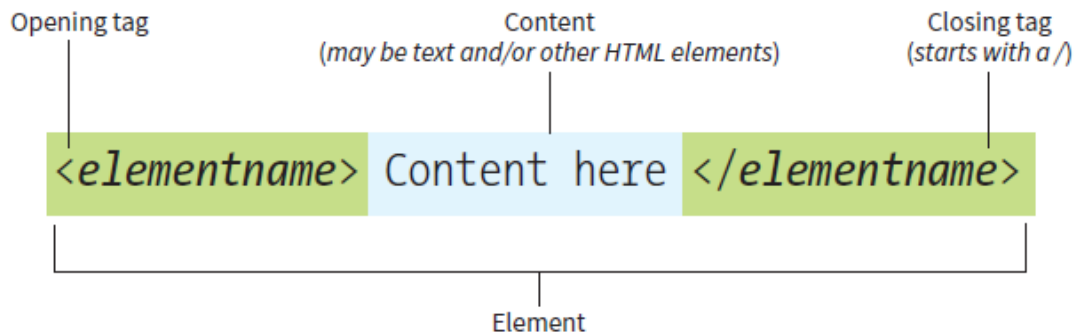 Opening tag
Content
(may be text and/or other HTML elements)
Closing tag
(starts with a /)
<elementname> Content here </elementname>
Element